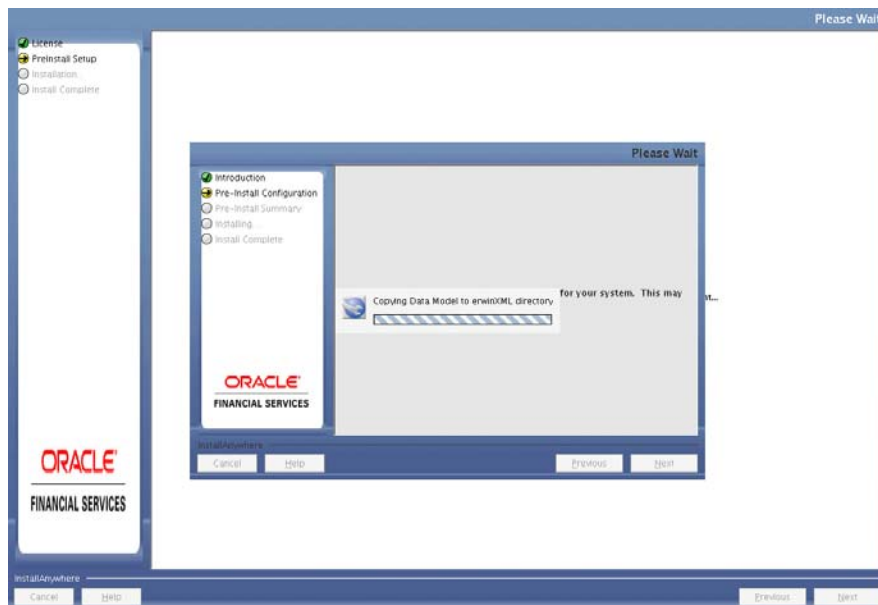 Please Wait
License
Preinstall Setup
Installation
Install Complete
Please Wait
Introduction
Pre-Install Configuration
Pre-Install Summary
Installing...
Install Complete
for your system. This may
nt...
Copying Data Model to erwinXML directory
ORACLE
FINANCIAL SERVICES
InstallAnywhere
Cancel
Help
Previous
Next
ORACLE
FINANCIAL SERVICES
InstallAnywhere
Cancel
Help
Previous
Next